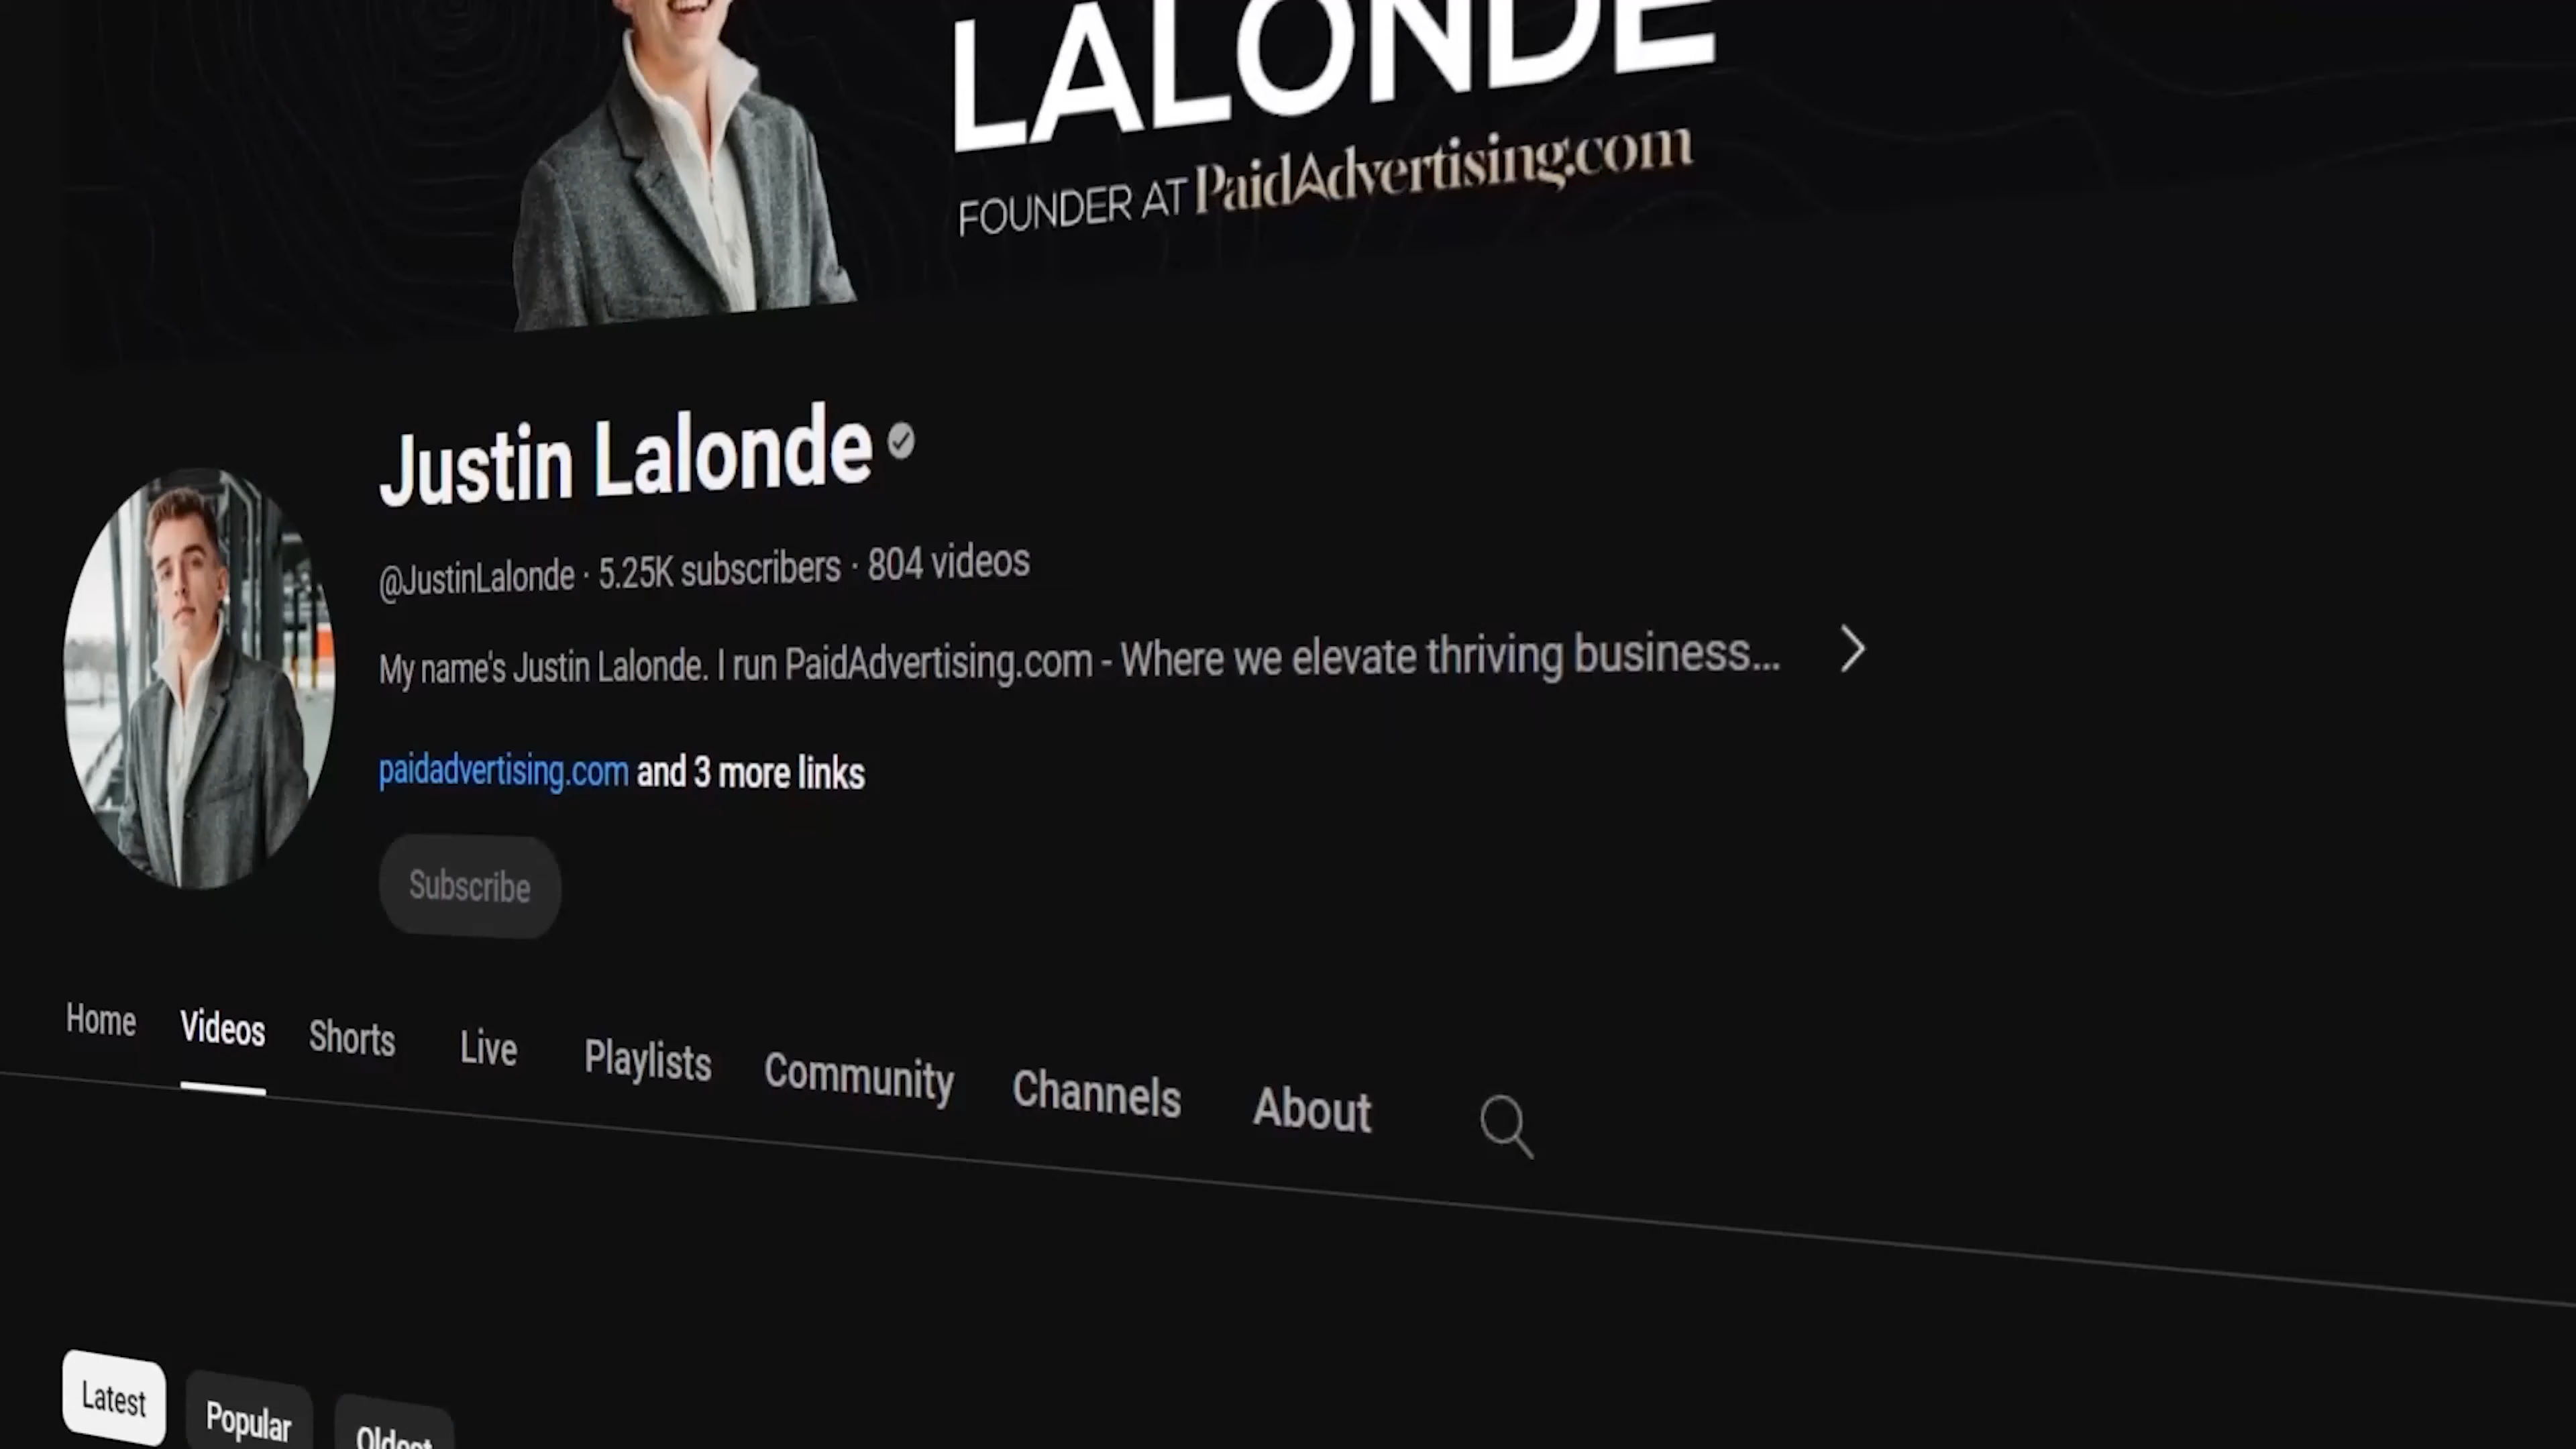 LALONDE
FOUNDER AT PaidAdvertising.com
Justin Lalonde
@JustinLalonde · 5.25K subscribers · 804 videos
My name's Justin Lalonde. I run PaidAdvertising.com - Where we elevate thriving business...
paidadvertising.com and 3 more links
Subscribe
Home Videos Shorts Live Playlists Community Channels About
Latest Popular Oldest